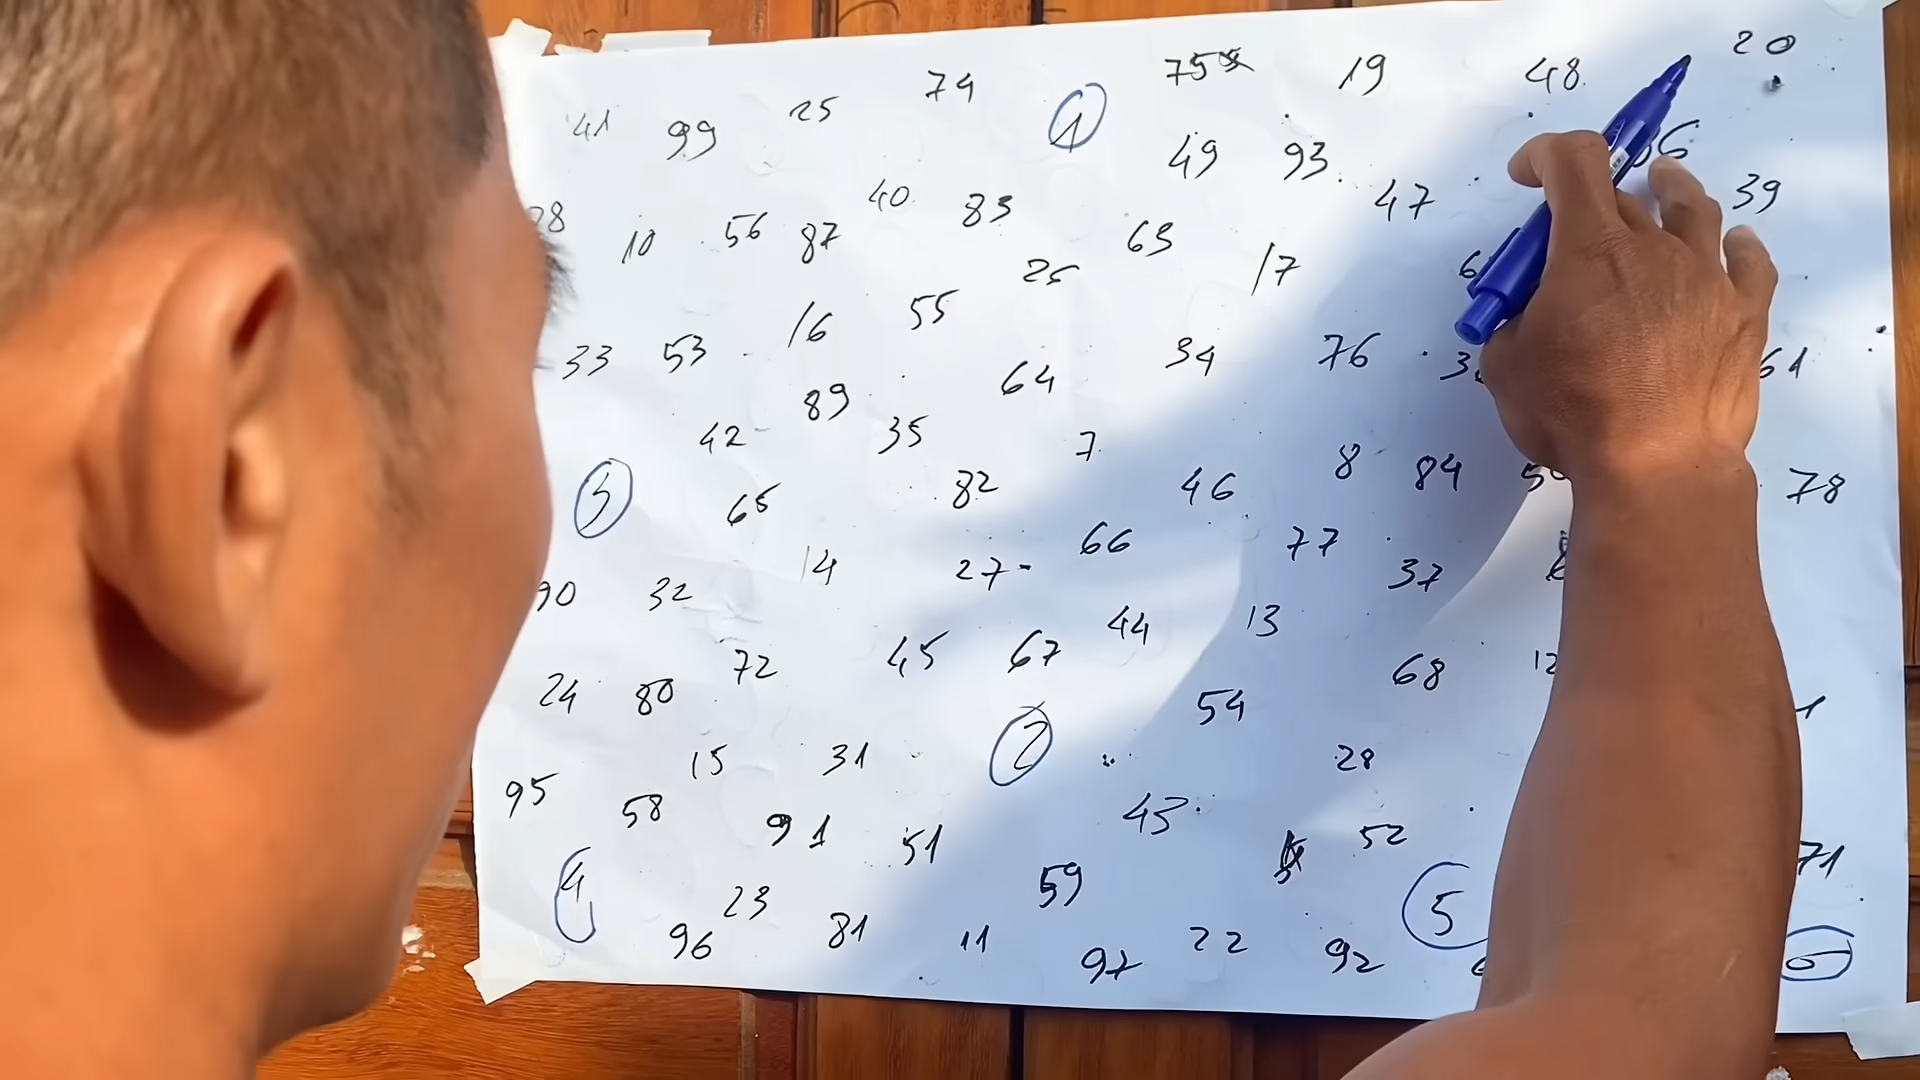 20
74 75 19 48
41 99 25 1
49 93
40 83 47 39
10 56 87 63
25 17
16 55
33 53 34 76 61
89 64
42 35 7
3 65 82 46 8 84 78
66 77
14 27 37
32 44 13
72 45 67 68 12
24 80 54
15 31 2 28
95 58 43
91 51 52
4 59 71
23 5
96 81 11 22 6
97 92